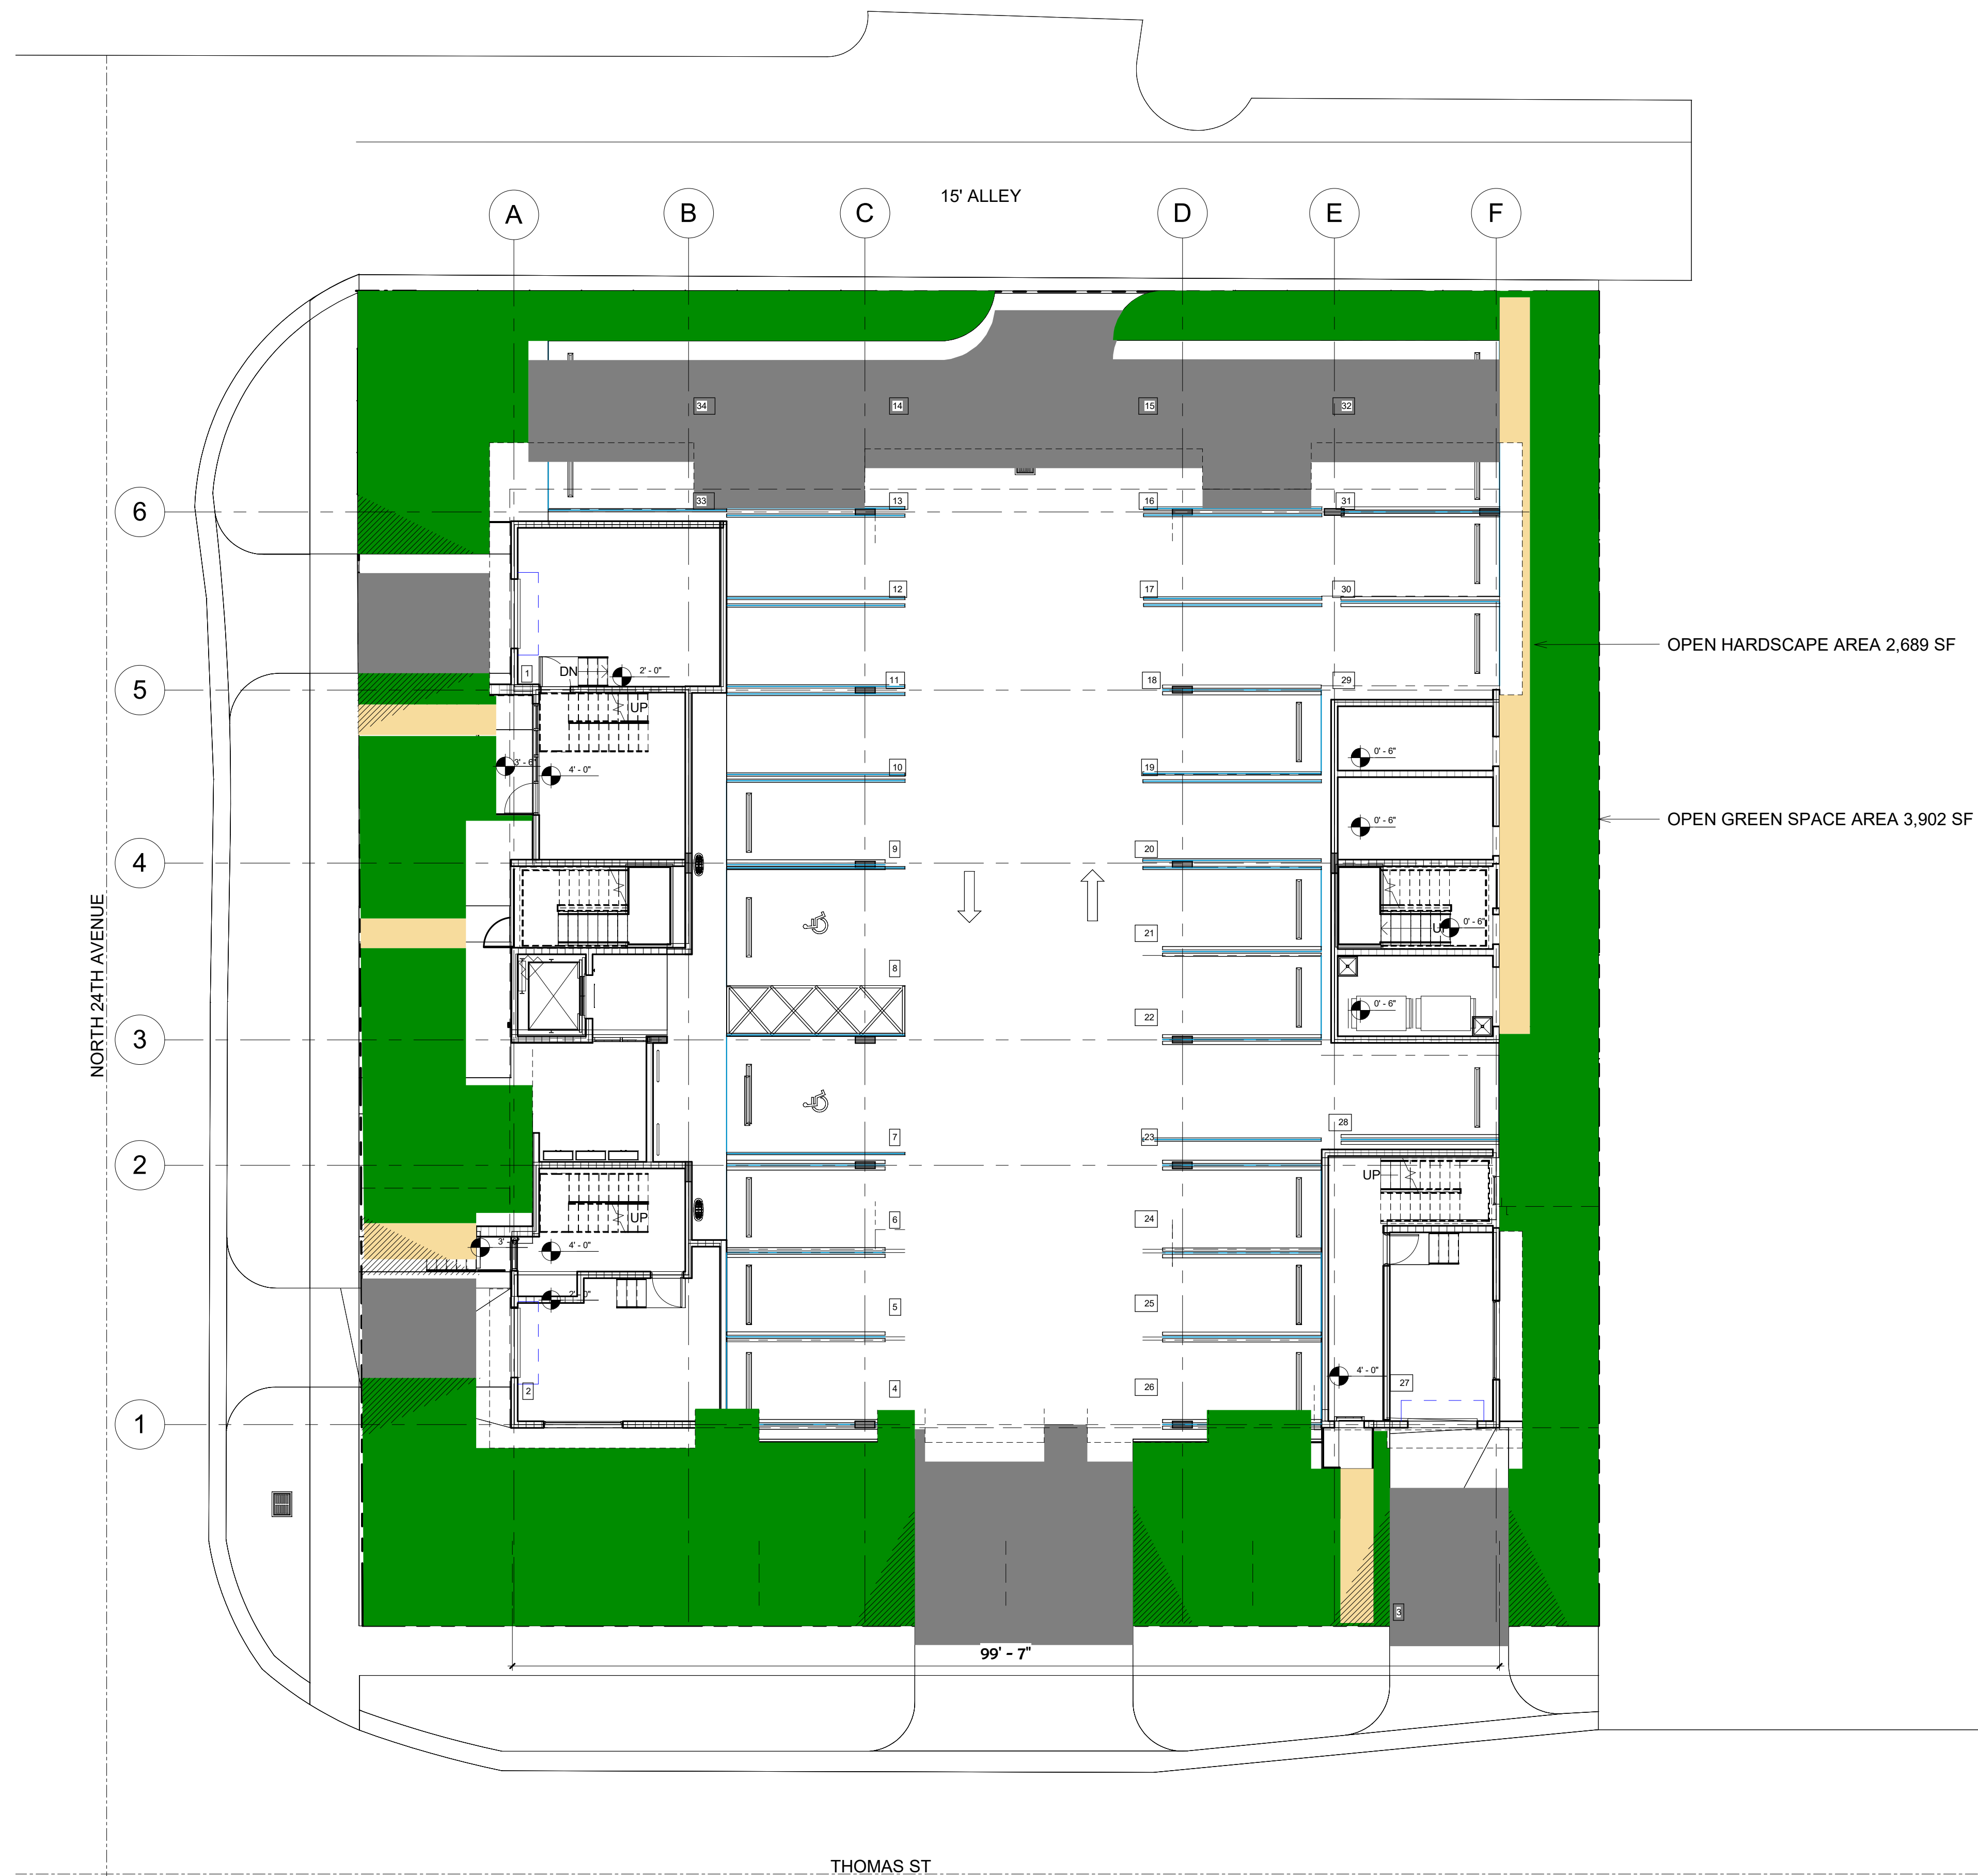 15' ALLEY
A
B
C
D
E
F
34
14
15
32
6
33
13
16
31
12
17
30
OPEN HARDSCAPE AREA 2,689 SF
5
1
DN
2' - 0"
11
18
29
UP
3' - 6"
4' - 0"
10
19
0' - 6"
OPEN GREEN SPACE AREA 3,902 SF
0' - 6"
4
9
20
NORTH 24TH AVENUE
21
UP
0' - 6"
8
22
0' - 6"
3
7
23
28
2
UP
UP
6
24
4' - 0"
5
25
2' - 0"
4' - 0"
2
4
26
27
1
3
99' - 7"
THOMAS ST